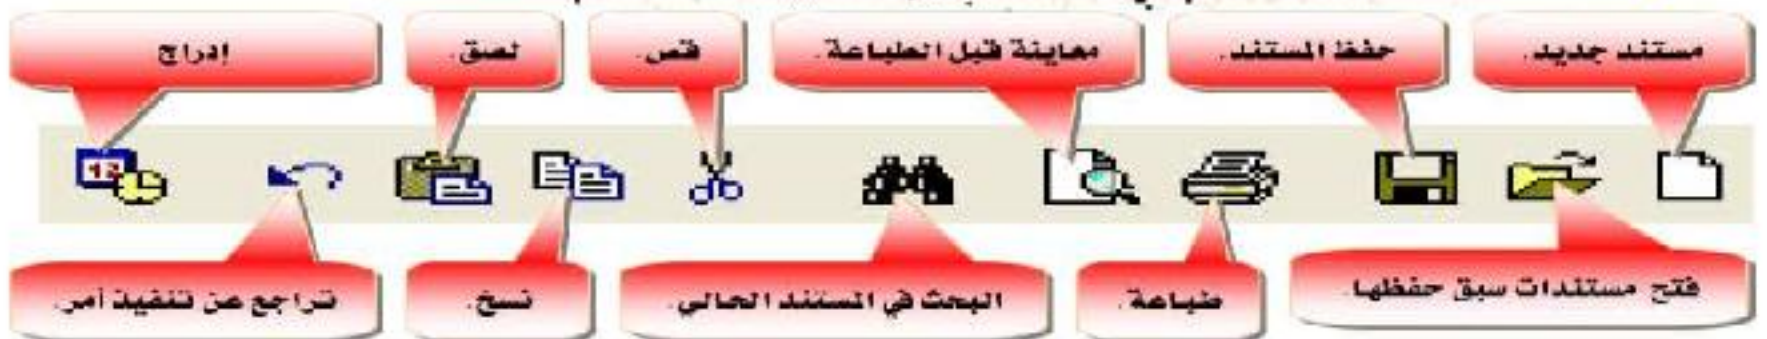 مستند جديد.
حفظ المستند.
معاينة قبل الطباعة.
قص.
لصق.
إدراج
12
فتح مستندات سبق حفظها.
طباعة.
البحث في المستند الحالي.
نسخ.
تراجع عن تنفيذ أمر.